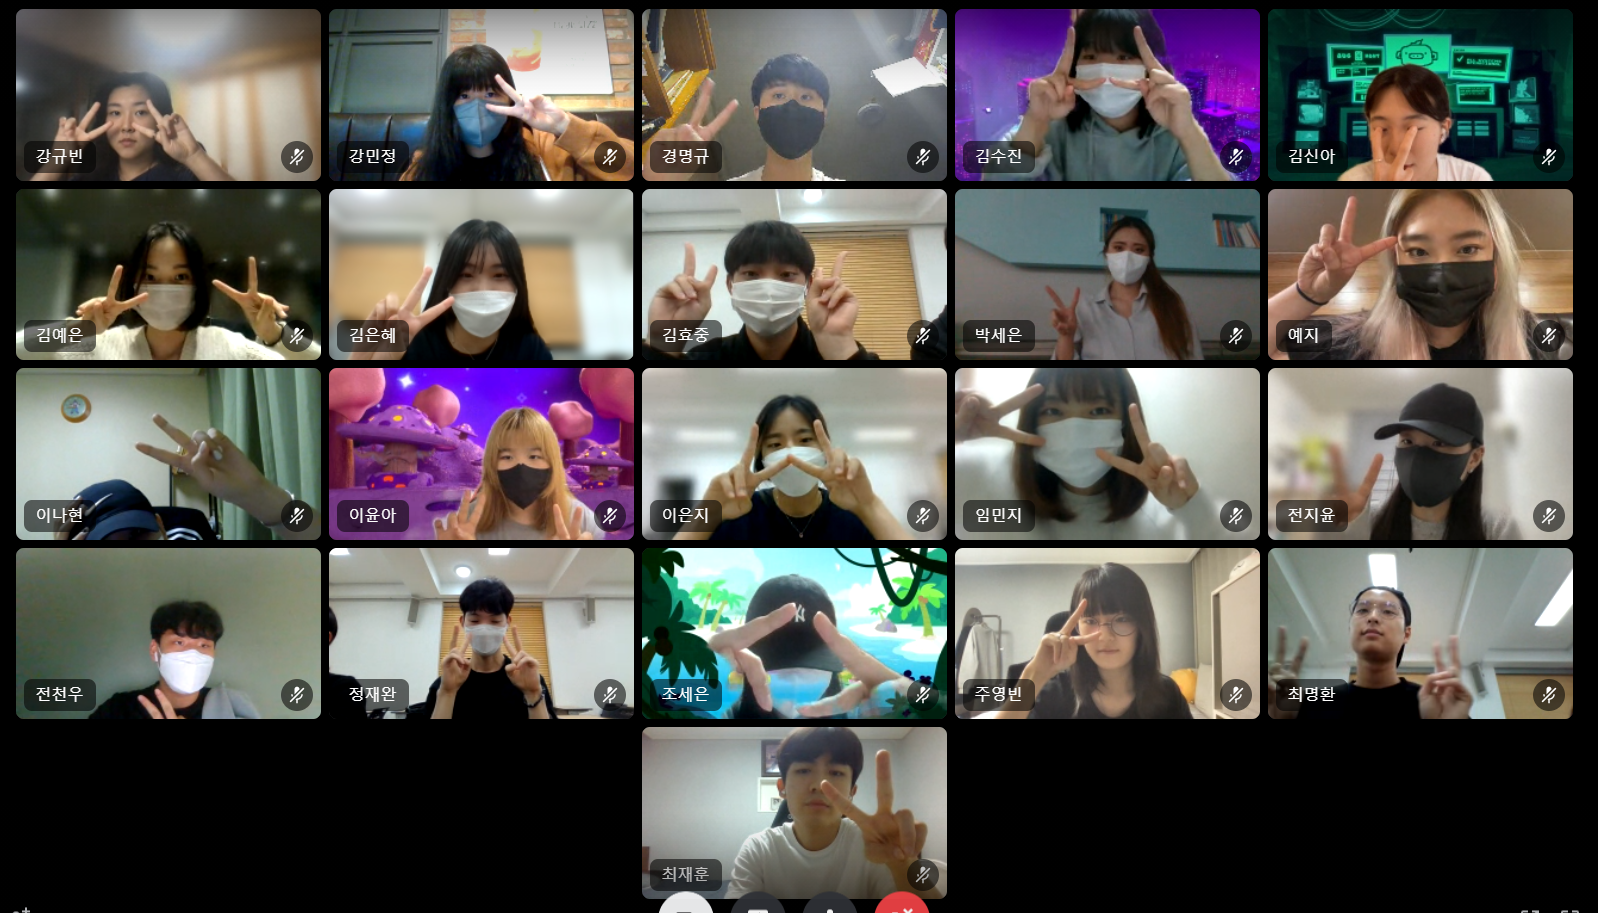 강규빈
강민정
경명규
김수진
김신아
김예은
김은혜
김효중
박세은
예지
이나현
이윤아
이은지
임민지
전지윤
전천우
정재완
조세은
주영빈
최명환
최재훈